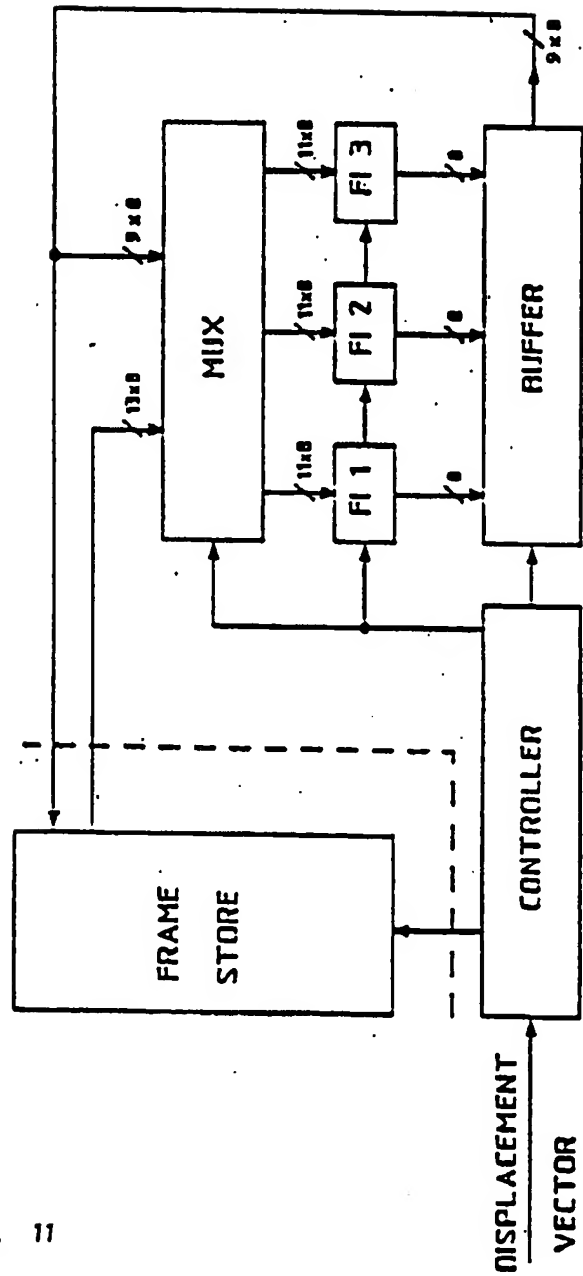 FRAME
STORE
MUX
FI 1
FI 2
FI 3
BUFFER
CONTROLLER
DISPLACEMENT
VECTOR
13x8
9x8
11x8
11x8
11x8
8
8
8
9x8
11